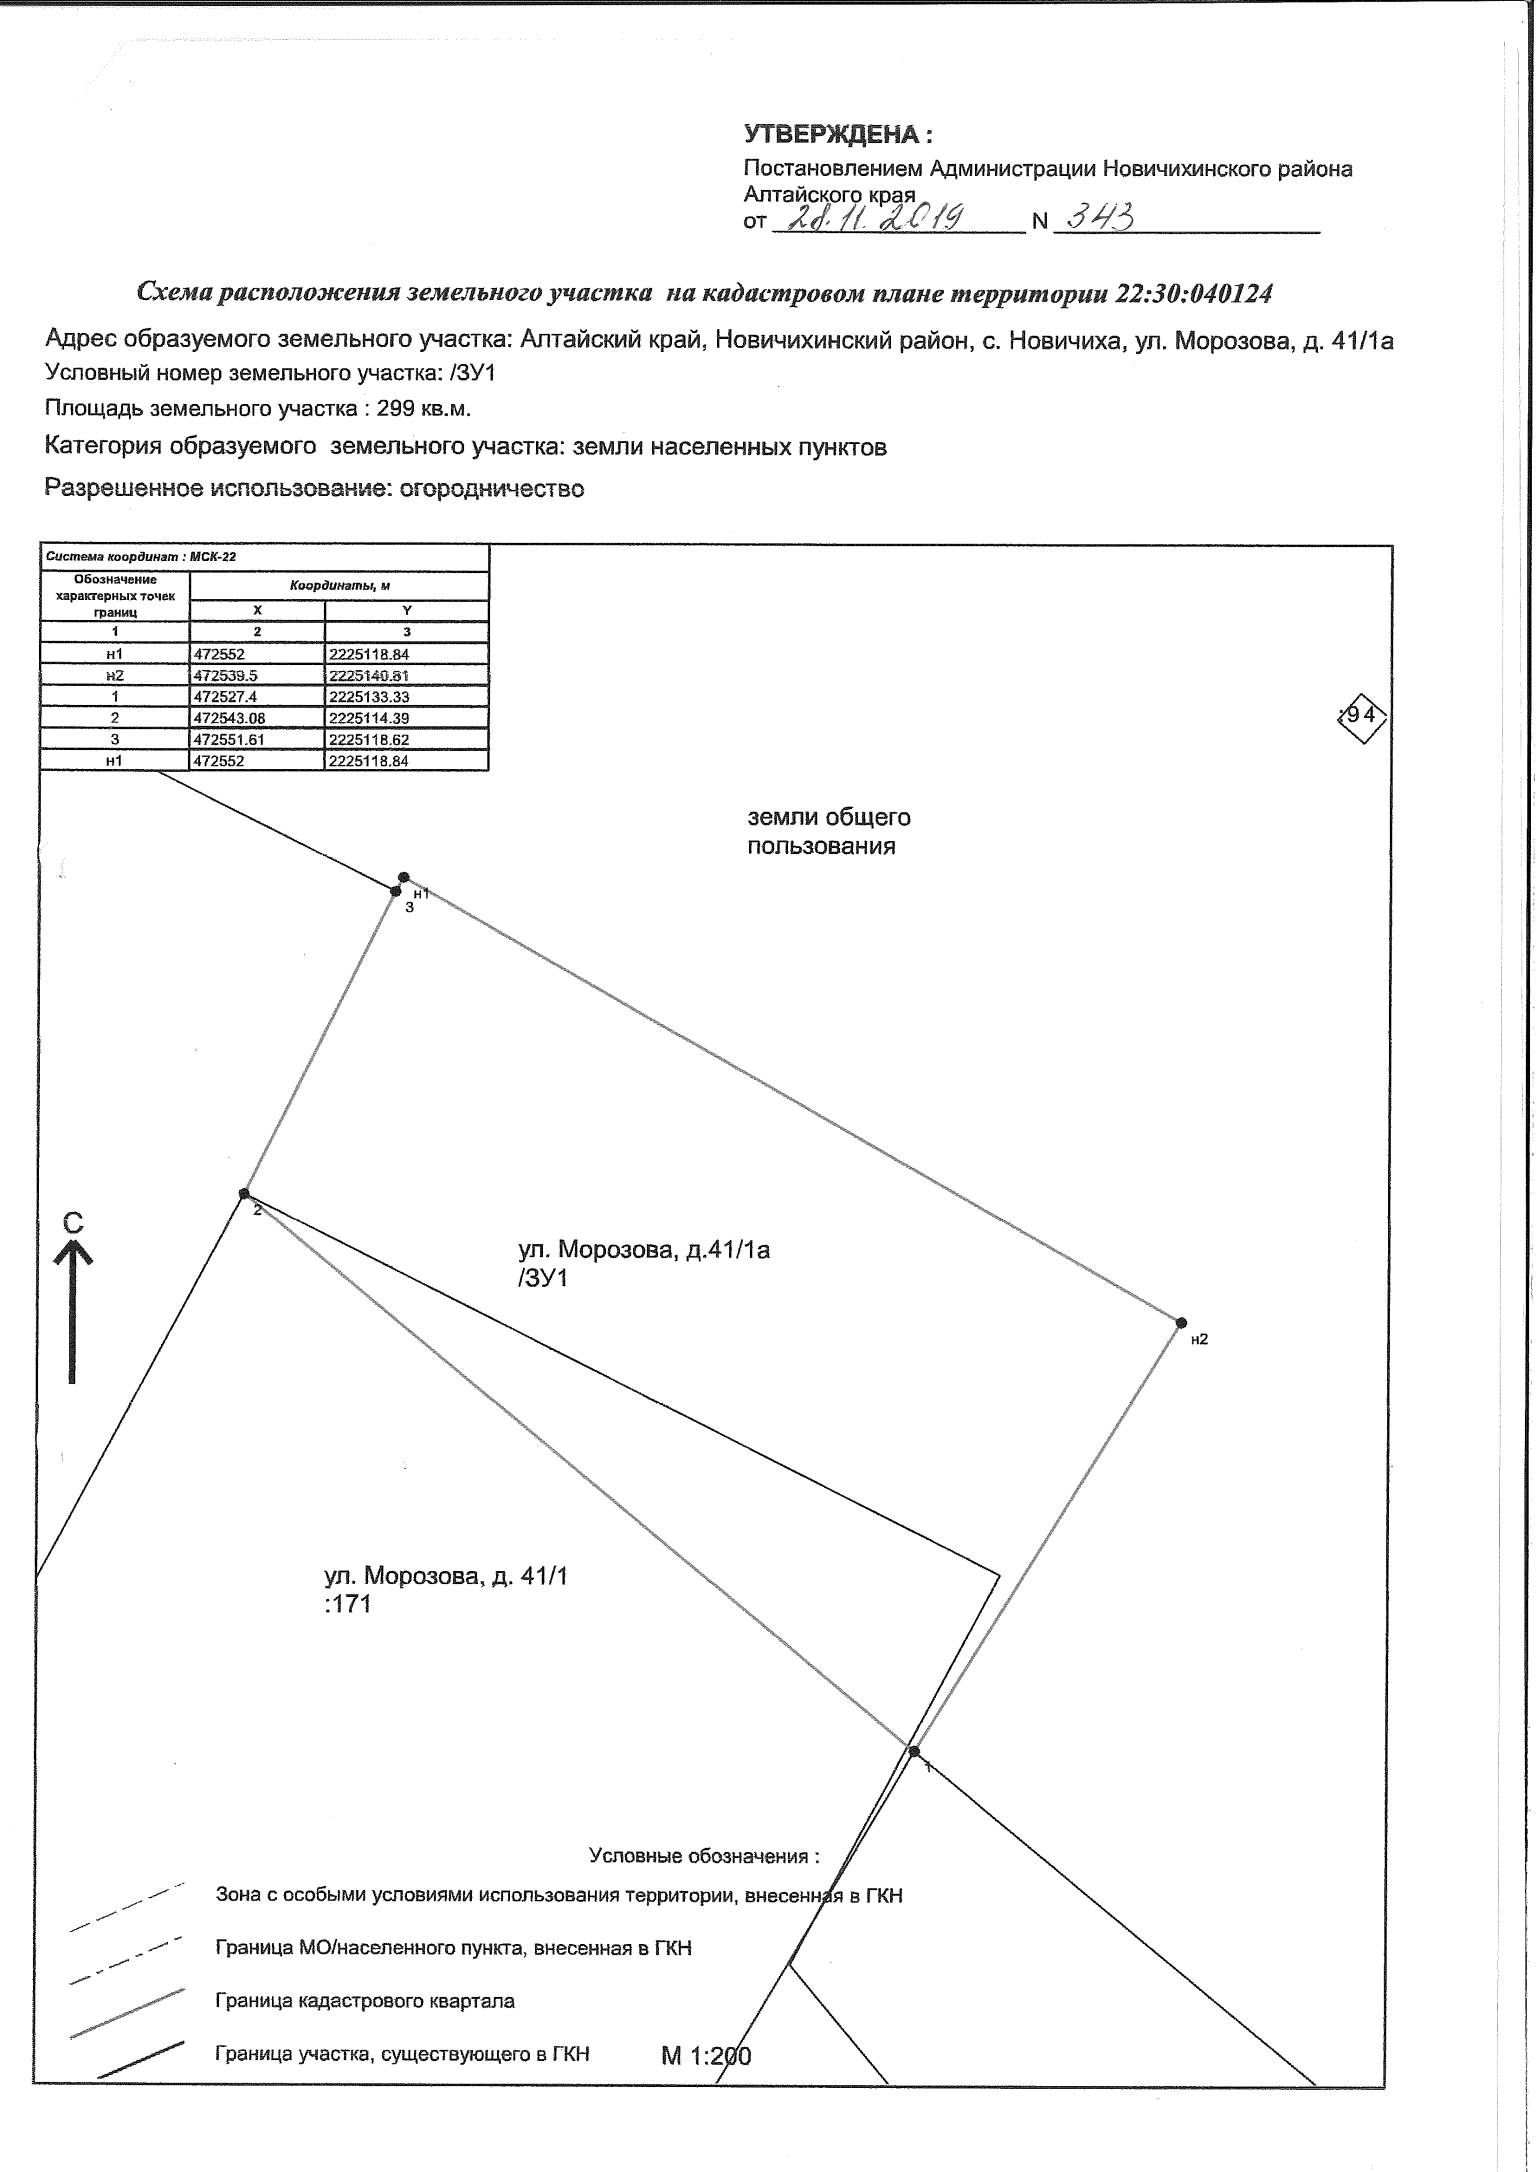 УТВЕРЖДЕНА :
Постановлением Администрации Новичихинского района
Алтайского края
от 28.11.2019 N 343
Схема расположения земельного участка на кадастровом плане территории 22:30:040124
Адрес образуемого земельного участка: Алтайский край, Новичихинский район, с. Новичиха, ул. Морозова, д. 41/1а
Условный номер земельного участка: /ЗУ1
Площадь земельного участка : 299 кв.м.
Категория образуемого земельного участка: земли населенных пунктов
Разрешенное использование: огородничество
Система координат : МСК-22
Обозначение характерных точек границ
Координаты, м
X Y
1 2 3
н1 472552 2225118.84
н2 472539.5 2225140.81
1 472527.4 2225133.33
2 472543.08 2225114.39
3 472551.61 2225118.62
н1 472552 2225118.84
:94
земли общего
пользования
н1
3
2
С
ул. Морозова, д.41/1а
/ЗУ1
н2
ул. Морозова, д. 41/1
:171
1
Условные обозначения :
Зона с особыми условиями использования территории, внесенная в ГКН
Граница МО/населенного пункта, внесенная в ГКН
Граница кадастрового квартала
Граница участка, существующего в ГКН
М 1:200